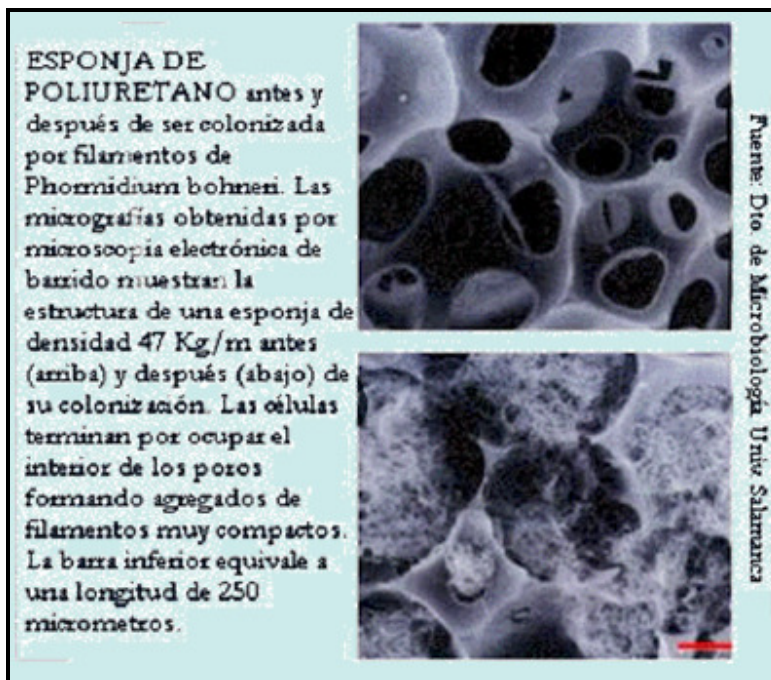 ESPONJA DE
POLIURETANO antes y
después de ser colonizada
por filamentos de
Phormidium bohneri. Las
micrografías obtenidas por
microscopía electrónica de
barrido muestran la
estructura de una esponja de
densidad 47 Kg/m antes
(arriba) y después (abajo) de
su colonización. Las células
terminan por ocupar el
interior de los poros
formando agregados de
filamentos muy compactos.
La barra inferior equivale a
una longitud de 250
micrometros.
Fuente: Dto. de Microbiología. Univ Salamanca